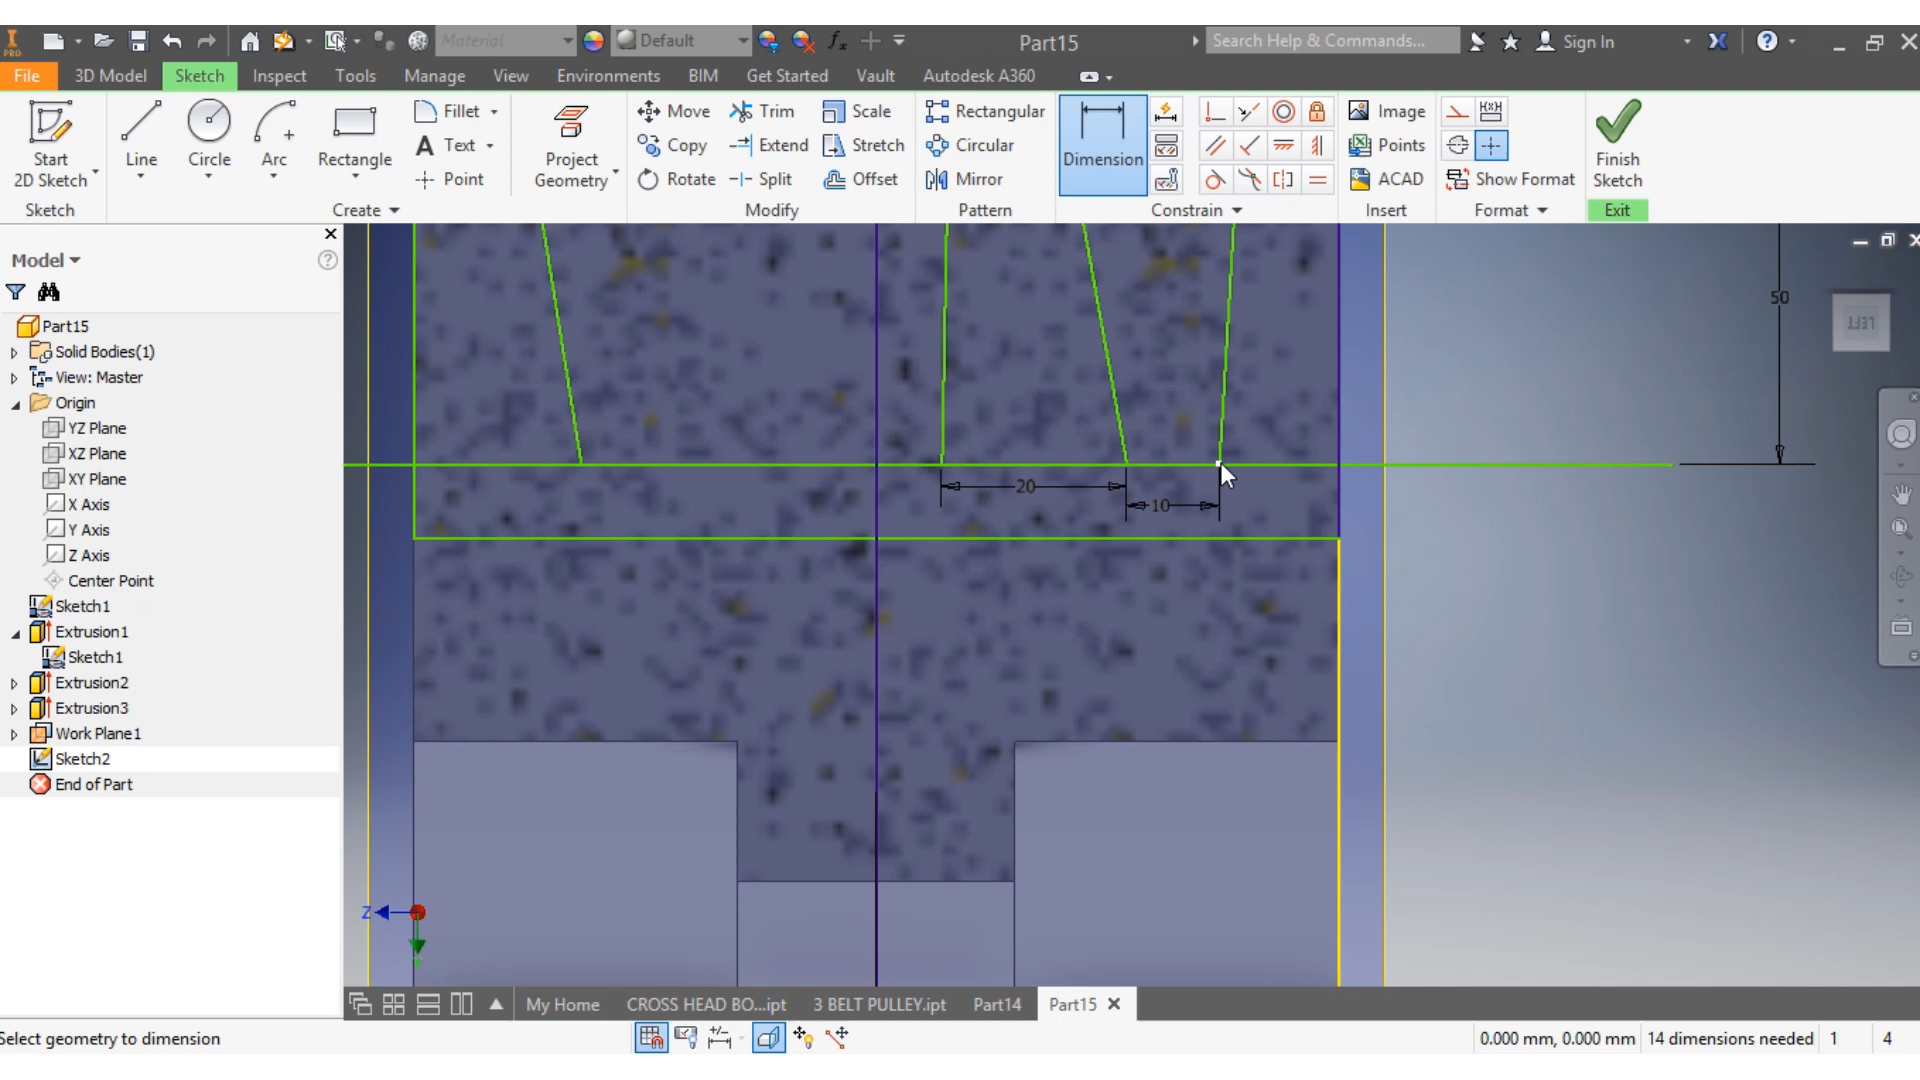 PRO
Material
Default
fx
Part15
Search Help & Commands...
Sign In
File 3D Model Sketch Inspect Tools Manage View Environments BIM Get Started Vault Autodesk A360
Start
2D Sketch
Sketch
Line
Circle
Arc
Rectangle
Fillet
Text
Point
Create
Project
Geometry
Move
Copy
Rotate
Trim
Extend
Split
Scale
Stretch
Offset
Modify
Rectangular
Circular
Mirror
Pattern
Dimension
Constrain
Image
Points
ACAD
Insert
Show Format
Format
Finish
Sketch
Exit
Model
Part15
Solid Bodies(1)
View: Master
Origin
YZ Plane
XZ Plane
XY Plane
X Axis
Y Axis
Z Axis
Center Point
Sketch1
Extrusion1
Sketch1
Extrusion2
Extrusion3
Work Plane1
Sketch2
End of Part
50
LEFT
20
10
Z
Y
My Home CROSS HEAD BO...ipt 3 BELT PULLEY.ipt Part14 Part15
Select geometry to dimension
0.000 mm, 0.000 mm 14 dimensions needed 1 4